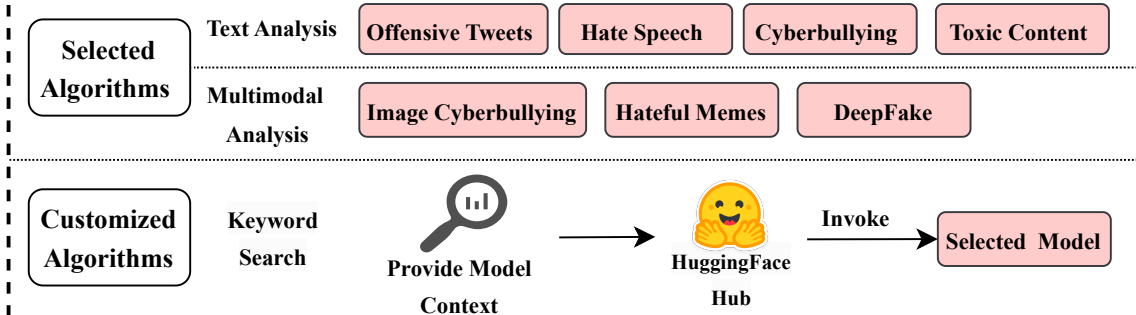 Selected
Algorithms
Text Analysis
Offensive Tweets
Hate Speech
Cyberbullying
Toxic Content
Multimodal
Analysis
Image Cyberbullying
Hateful Memes
DeepFake
Customized
Algorithms
Keyword
Search
Provide Model
Context
HuggingFace
Hub
Invoke
Selected Model